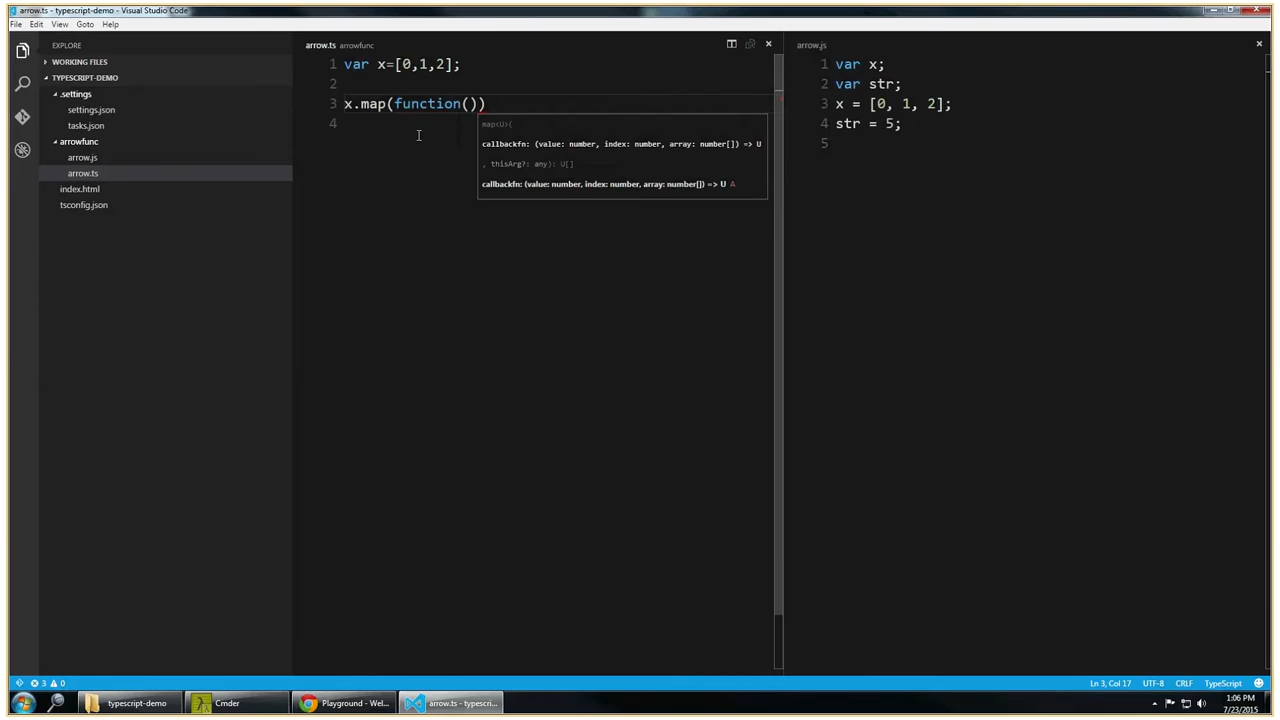 arrow.ts - typescript-demo - Visual Studio Code
File Edit View Goto Help
EXPLORE
WORKING FILES
TYPESCRIPT-DEMO
.settings
settings.json
tasks.json
arrowfunc
arrow.js
arrow.ts
index.html
tsconfig.json
arrow.ts arrowfunc
1 var x=[0,1,2];
2
3 x.map(function())
4
map<U>(
callbackfn: (value: number, index: number, array: number[]) => U
, thisArg?: any): U[]
callbackfn: (value: number, index: number, array: number[]) => U A
arrow.js
1 var x;
2 var str;
3 x = [0, 1, 2];
4 str = 5;
5
3 0
Ln 3, Col 17 UTF-8 CRLF TypeScript
typescript-demo
Cmder
Playground - Wel...
arrow.ts - typescri...
1:06 PM
7/23/2015